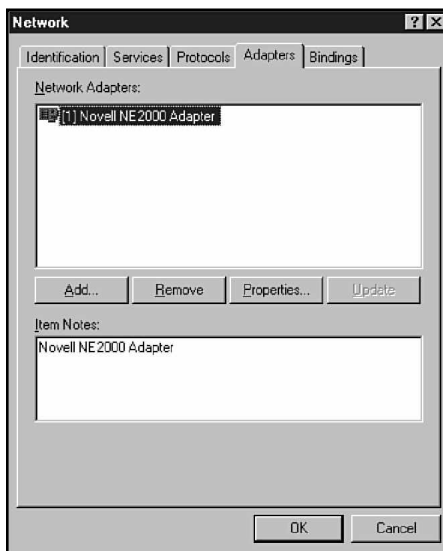 Network
Identification Services Protocols Adapters Bindings
Network Adapters:
[1] Novell NE2000 Adapter
Add... Remove Properties... Update
Item Notes:
Novell NE2000 Adapter
OK Cancel